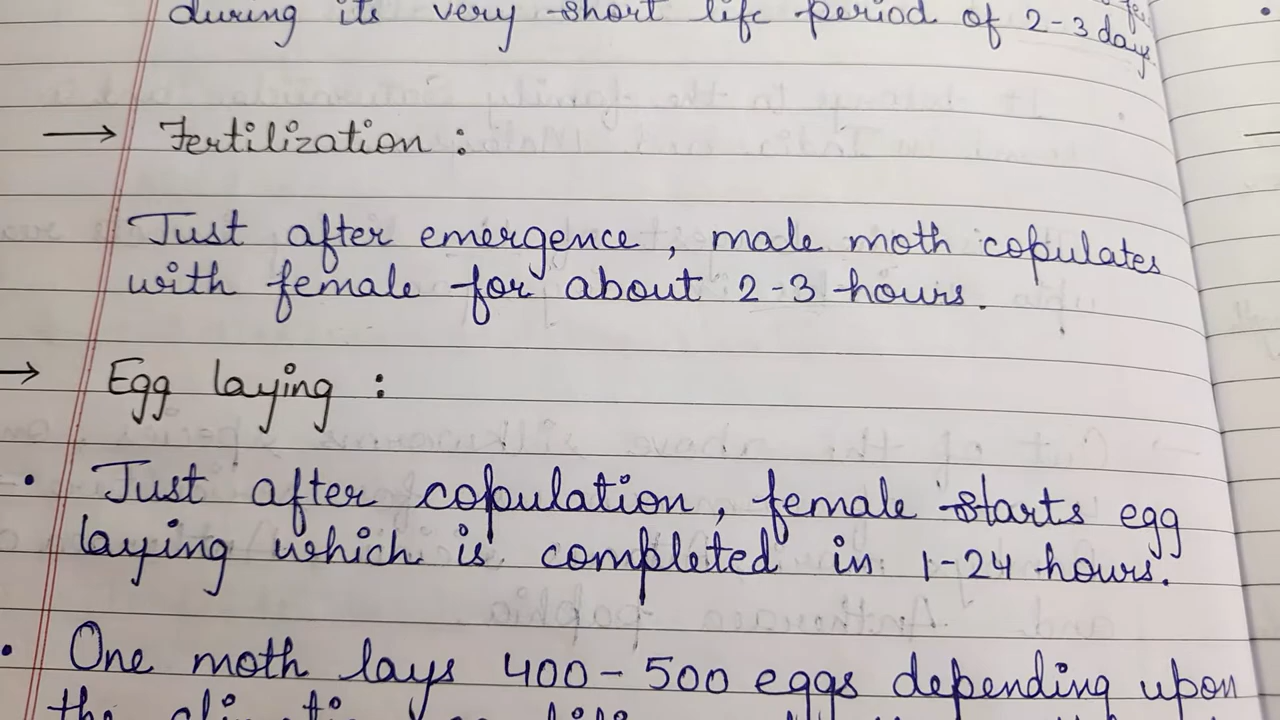 during its very short life period of 2-3 days.
→ Fertilization :
Just after emergence, male moth copulates
with female for about 2-3 hours.
→ Egg laying :
• Just after copulation, female starts egg
laying which is completed in 1-24 hours.
• One moth lays 400-500 eggs depending upon
the